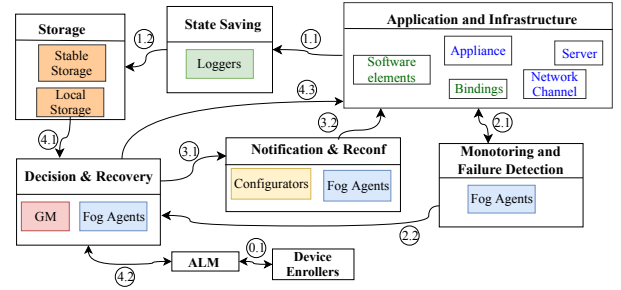 Storage
Stable
Storage
Local
Storage
1.2
State Saving
Loggers
1.1
Application and Infrastructure
Software
elements
Appliance
Server
Bindings
Network
Channel
4.3
3.2
2.1
4.1
3.1
Decision & Recovery
GM
Fog Agents
Notification & Reconf
Configurators
Fog Agents
Monotoring and
Failure Detection
Fog Agents
2.2
4.2
ALM
0.1
Device
Enrollers